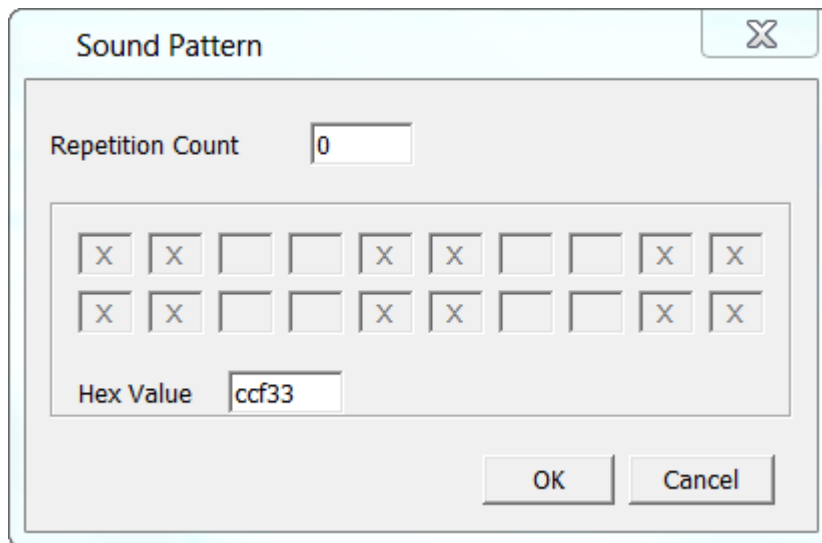 Sound Pattern
Repetition Count 0
X X X X X X
X X X X X X
Hex Value ccf33
OK Cancel